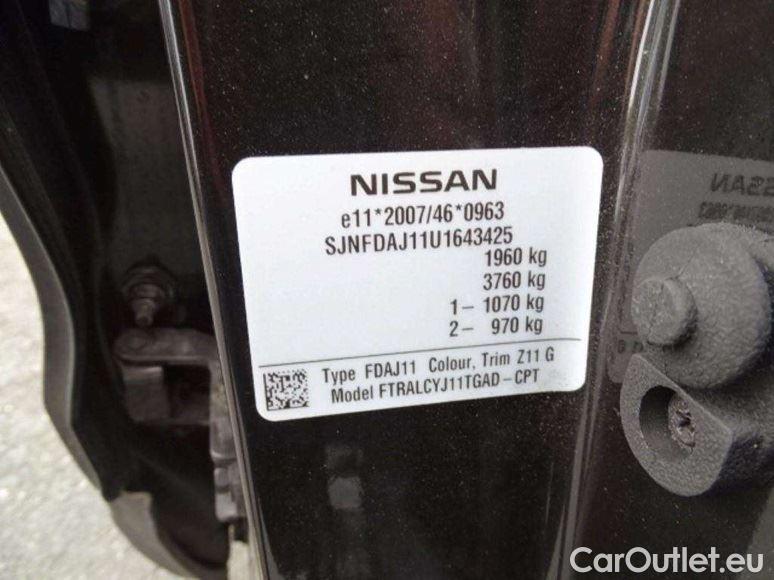 NISSAN
e11*2007/46*0963
SJNFDAJ11U1643425
1960 kg
3760 kg
1– 1070 kg
2– 970 kg
Type FDAJ11 Colour, Trim Z11 G
Model FTRALCYJ11TGAD–CPT
NISSAN
CarOutlet.eu